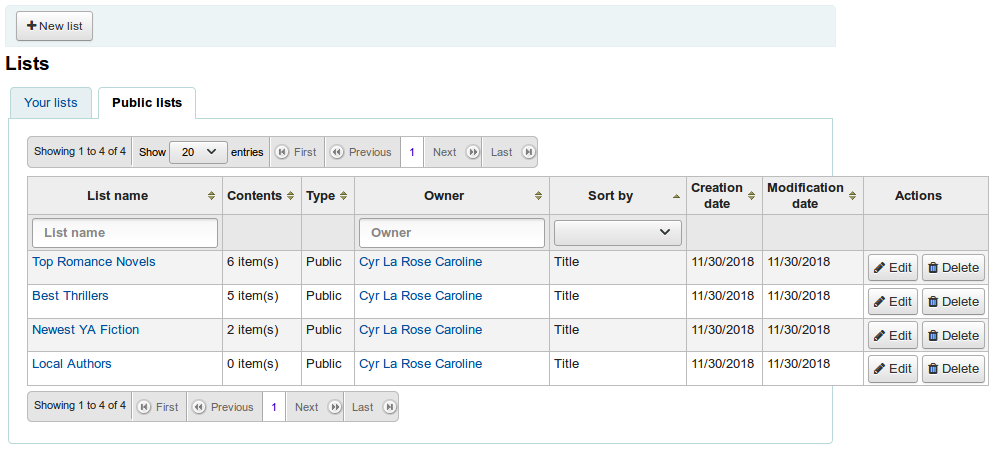 New list
Lists
Your lists Public lists
Showing 1 to 4 of 4 Show 20 entries First Previous 1 Next Last
List name Contents Type Owner Sort by Creation date Modification date Actions
List name Owner
Top Romance Novels 6 item(s) Public Cyr La Rose Caroline Title 11/30/2018 11/30/2018 Edit Delete
Best Thrillers 5 item(s) Public Cyr La Rose Caroline Title 11/30/2018 11/30/2018 Edit Delete
Newest YA Fiction 2 item(s) Public Cyr La Rose Caroline Title 11/30/2018 11/30/2018 Edit Delete
Local Authors 0 item(s) Public Cyr La Rose Caroline Title 11/30/2018 11/30/2018 Edit Delete
Showing 1 to 4 of 4 First Previous 1 Next Last